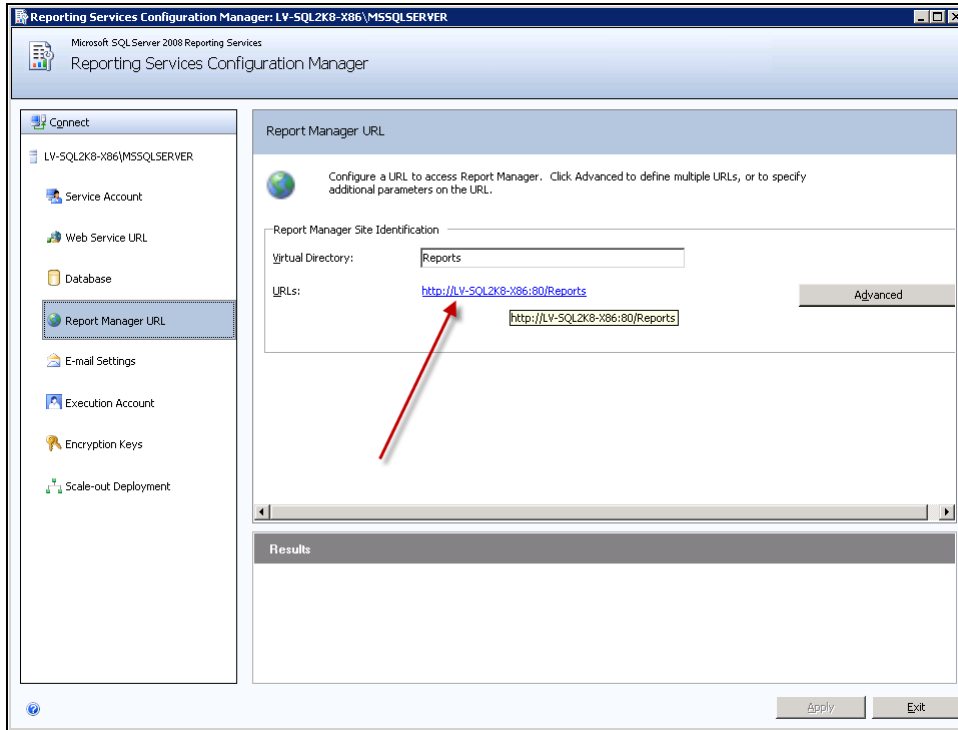 Reporting Services Configuration Manager: LV-SQL2K8-X86\MSSQLSERVER
Microsoft SQL Server 2008 Reporting Services
Reporting Services Configuration Manager
Connect
LV-SQL2K8-X86\MSSQLSERVER
Service Account
Web Service URL
Database
Report Manager URL
E-mail Settings
Execution Account
Encryption Keys
Scale-out Deployment
Report Manager URL
Configure a URL to access Report Manager. Click Advanced to define multiple URLs, or to specify
additional parameters on the URL.
Report Manager Site Identification
Virtual Directory:
Reports
URLs:
http://LV-SQL2K8-X86:80/Reports
Advanced
http://LV-SQL2K8-X86:80/Reports
Results
Apply
Exit